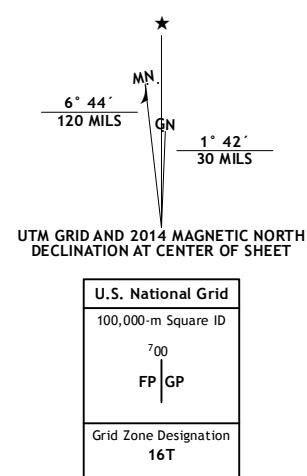 ★
MN.
GN
6° 44´
120 MILS
1° 42´
30 MILS
UTM GRID AND 2014 MAGNETIC NORTH
DECLINATION AT CENTER OF SHEET
U.S. National Grid
100,000-m Square ID
⁷00
FP GP
Grid Zone Designation
16T